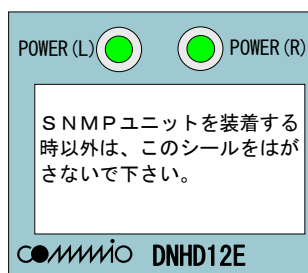 POWER(L) POWER(R)
SNMPユニットを装着する
時以外は、このシールをはが
さないで下さい。
commio DNHD12E